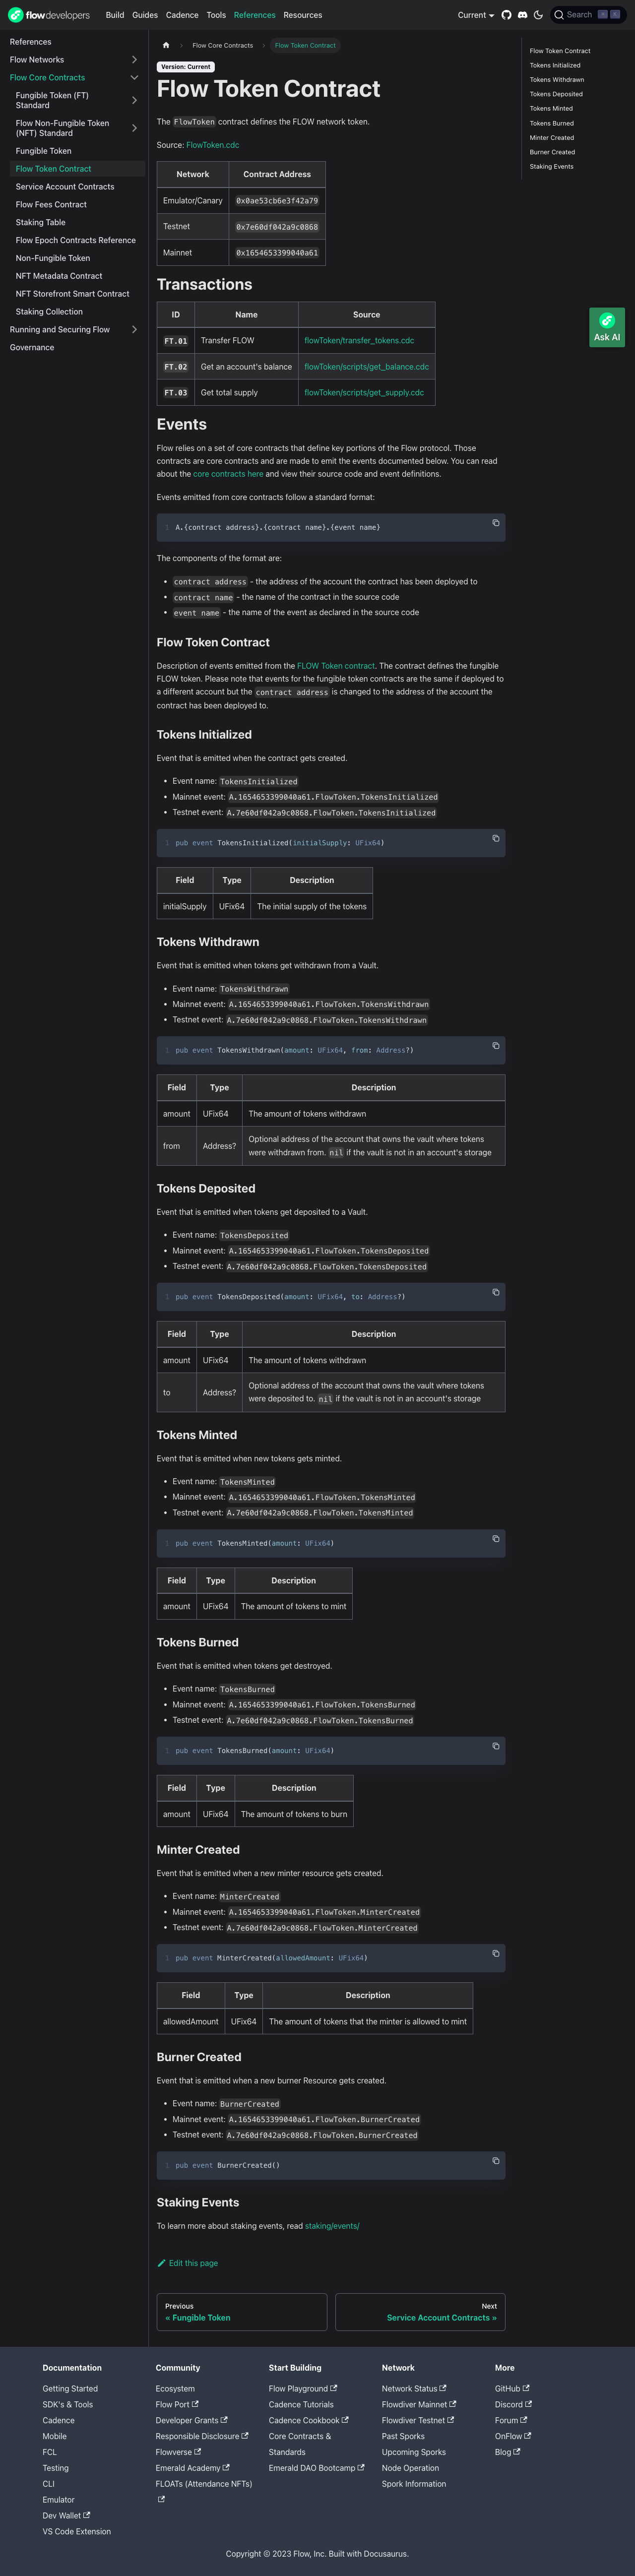 flowdevelopers
Build Guides Cadence Tools References Resources
Current
Search
References
Flow Networks
Flow Core Contracts
Fungible Token (FT)
Standard
Flow Non-Fungible Token
(NFT) Standard
Fungible Token
Flow Token Contract
Service Account Contracts
Flow Fees Contract
Staking Table
Flow Epoch Contracts Reference
Non-Fungible Token
NFT Metadata Contract
NFT Storefront Smart Contract
Staking Collection
Running and Securing Flow
Governance
Flow Core Contracts > Flow Token Contract
Version: Current
Flow Token Contract
The FlowToken contract defines the FLOW network token.
Source: FlowToken.cdc
Network Contract Address
Emulator/Canary 0x0ae53cb6e3f42a79
Testnet 0x7e60df042a9c0868
Mainnet 0x1654653399040a61
Transactions
ID Name Source
FT.01 Transfer FLOW flowToken/transfer_tokens.cdc
FT.02 Get an account's balance flowToken/scripts/get_balance.cdc
FT.03 Get total supply flowToken/scripts/get_supply.cdc
Events
Flow relies on a set of core contracts that define key portions of the Flow protocol. Those
contracts are core contracts and are made to emit the events documented below. You can read
about the core contracts here and view their source code and event definitions.
Events emitted from core contracts follow a standard format:
1 A.{contract address}.{contract name}.{event name}
The components of the format are:
• contract address - the address of the account the contract has been deployed to
• contract name - the name of the contract in the source code
• event name - the name of the event as declared in the source code
Flow Token Contract
Description of events emitted from the FLOW Token contract. The contract defines the fungible
FLOW token. Please note that events for the fungible token contracts are the same if deployed to
a different account but the contract address is changed to the address of the account the
contract has been deployed to.
Tokens Initialized
Event that is emitted when the contract gets created.
• Event name: TokensInitialized
• Mainnet event: A.1654653399040a61.FlowToken.TokensInitialized
• Testnet event: A.7e60df042a9c0868.FlowToken.TokensInitialized
1 pub event TokensInitialized(initialSupply: UFix64)
Field Type Description
initialSupply UFix64 The initial supply of the tokens
Tokens Withdrawn
Event that is emitted when tokens get withdrawn from a Vault.
• Event name: TokensWithdrawn
• Mainnet event: A.1654653399040a61.FlowToken.TokensWithdrawn
• Testnet event: A.7e60df042a9c0868.FlowToken.TokensWithdrawn
1 pub event TokensWithdrawn(amount: UFix64, from: Address?)
Field Type Description
amount UFix64 The amount of tokens withdrawn
from Address? Optional address of the account that owns the vault where tokens
were withdrawn from. nil if the vault is not in an account's storage
Tokens Deposited
Event that is emitted when tokens get deposited to a Vault.
• Event name: TokensDeposited
• Mainnet event: A.1654653399040a61.FlowToken.TokensDeposited
• Testnet event: A.7e60df042a9c0868.FlowToken.TokensDeposited
1 pub event TokensDeposited(amount: UFix64, to: Address?)
Field Type Description
amount UFix64 The amount of tokens withdrawn
to Address? Optional address of the account that owns the vault where tokens
were deposited to. nil if the vault is not in an account's storage
Tokens Minted
Event that is emitted when new tokens gets minted.
• Event name: TokensMinted
• Mainnet event: A.1654653399040a61.FlowToken.TokensMinted
• Testnet event: A.7e60df042a9c0868.FlowToken.TokensMinted
1 pub event TokensMinted(amount: UFix64)
Field Type Description
amount UFix64 The amount of tokens to mint
Tokens Burned
Event that is emitted when tokens get destroyed.
• Event name: TokensBurned
• Mainnet event: A.1654653399040a61.FlowToken.TokensBurned
• Testnet event: A.7e60df042a9c0868.FlowToken.TokensBurned
1 pub event TokensBurned(amount: UFix64)
Field Type Description
amount UFix64 The amount of tokens to burn
Minter Created
Event that is emitted when a new minter resource gets created.
• Event name: MinterCreated
• Mainnet event: A.1654653399040a61.FlowToken.MinterCreated
• Testnet event: A.7e60df042a9c0868.FlowToken.MinterCreated
1 pub event MinterCreated(allowedAmount: UFix64)
Field Type Description
allowedAmount UFix64 The amount of tokens that the minter is allowed to mint
Burner Created
Event that is emitted when a new burner Resource gets created.
• Event name: BurnerCreated
• Mainnet event: A.1654653399040a61.FlowToken.BurnerCreated
• Testnet event: A.7e60df042a9c0868.FlowToken.BurnerCreated
1 pub event BurnerCreated()
Staking Events
To learn more about staking events, read staking/events/
Edit this page
Previous
« Fungible Token
Next
Service Account Contracts »
Flow Token Contract
Tokens Initialized
Tokens Withdrawn
Tokens Deposited
Tokens Minted
Tokens Burned
Minter Created
Burner Created
Staking Events
Ask AI
Documentation
Getting Started
SDK's & Tools
Cadence
Mobile
FCL
Testing
CLI
Emulator
Dev Wallet
VS Code Extension
Community
Ecosystem
Flow Port
Developer Grants
Responsible Disclosure
Flowverse
Emerald Academy
FLOATs (Attendance NFTs)
Start Building
Flow Playground
Cadence Tutorials
Cadence Cookbook
Core Contracts &
Standards
Emerald DAO Bootcamp
Network
Network Status
Flowdiver Mainnet
Flowdiver Testnet
Past Sporks
Upcoming Sporks
Node Operation
Spork Information
More
GitHub
Discord
Forum
OnFlow
Blog
Copyright © 2023 Flow, Inc. Built with Docusaurus.